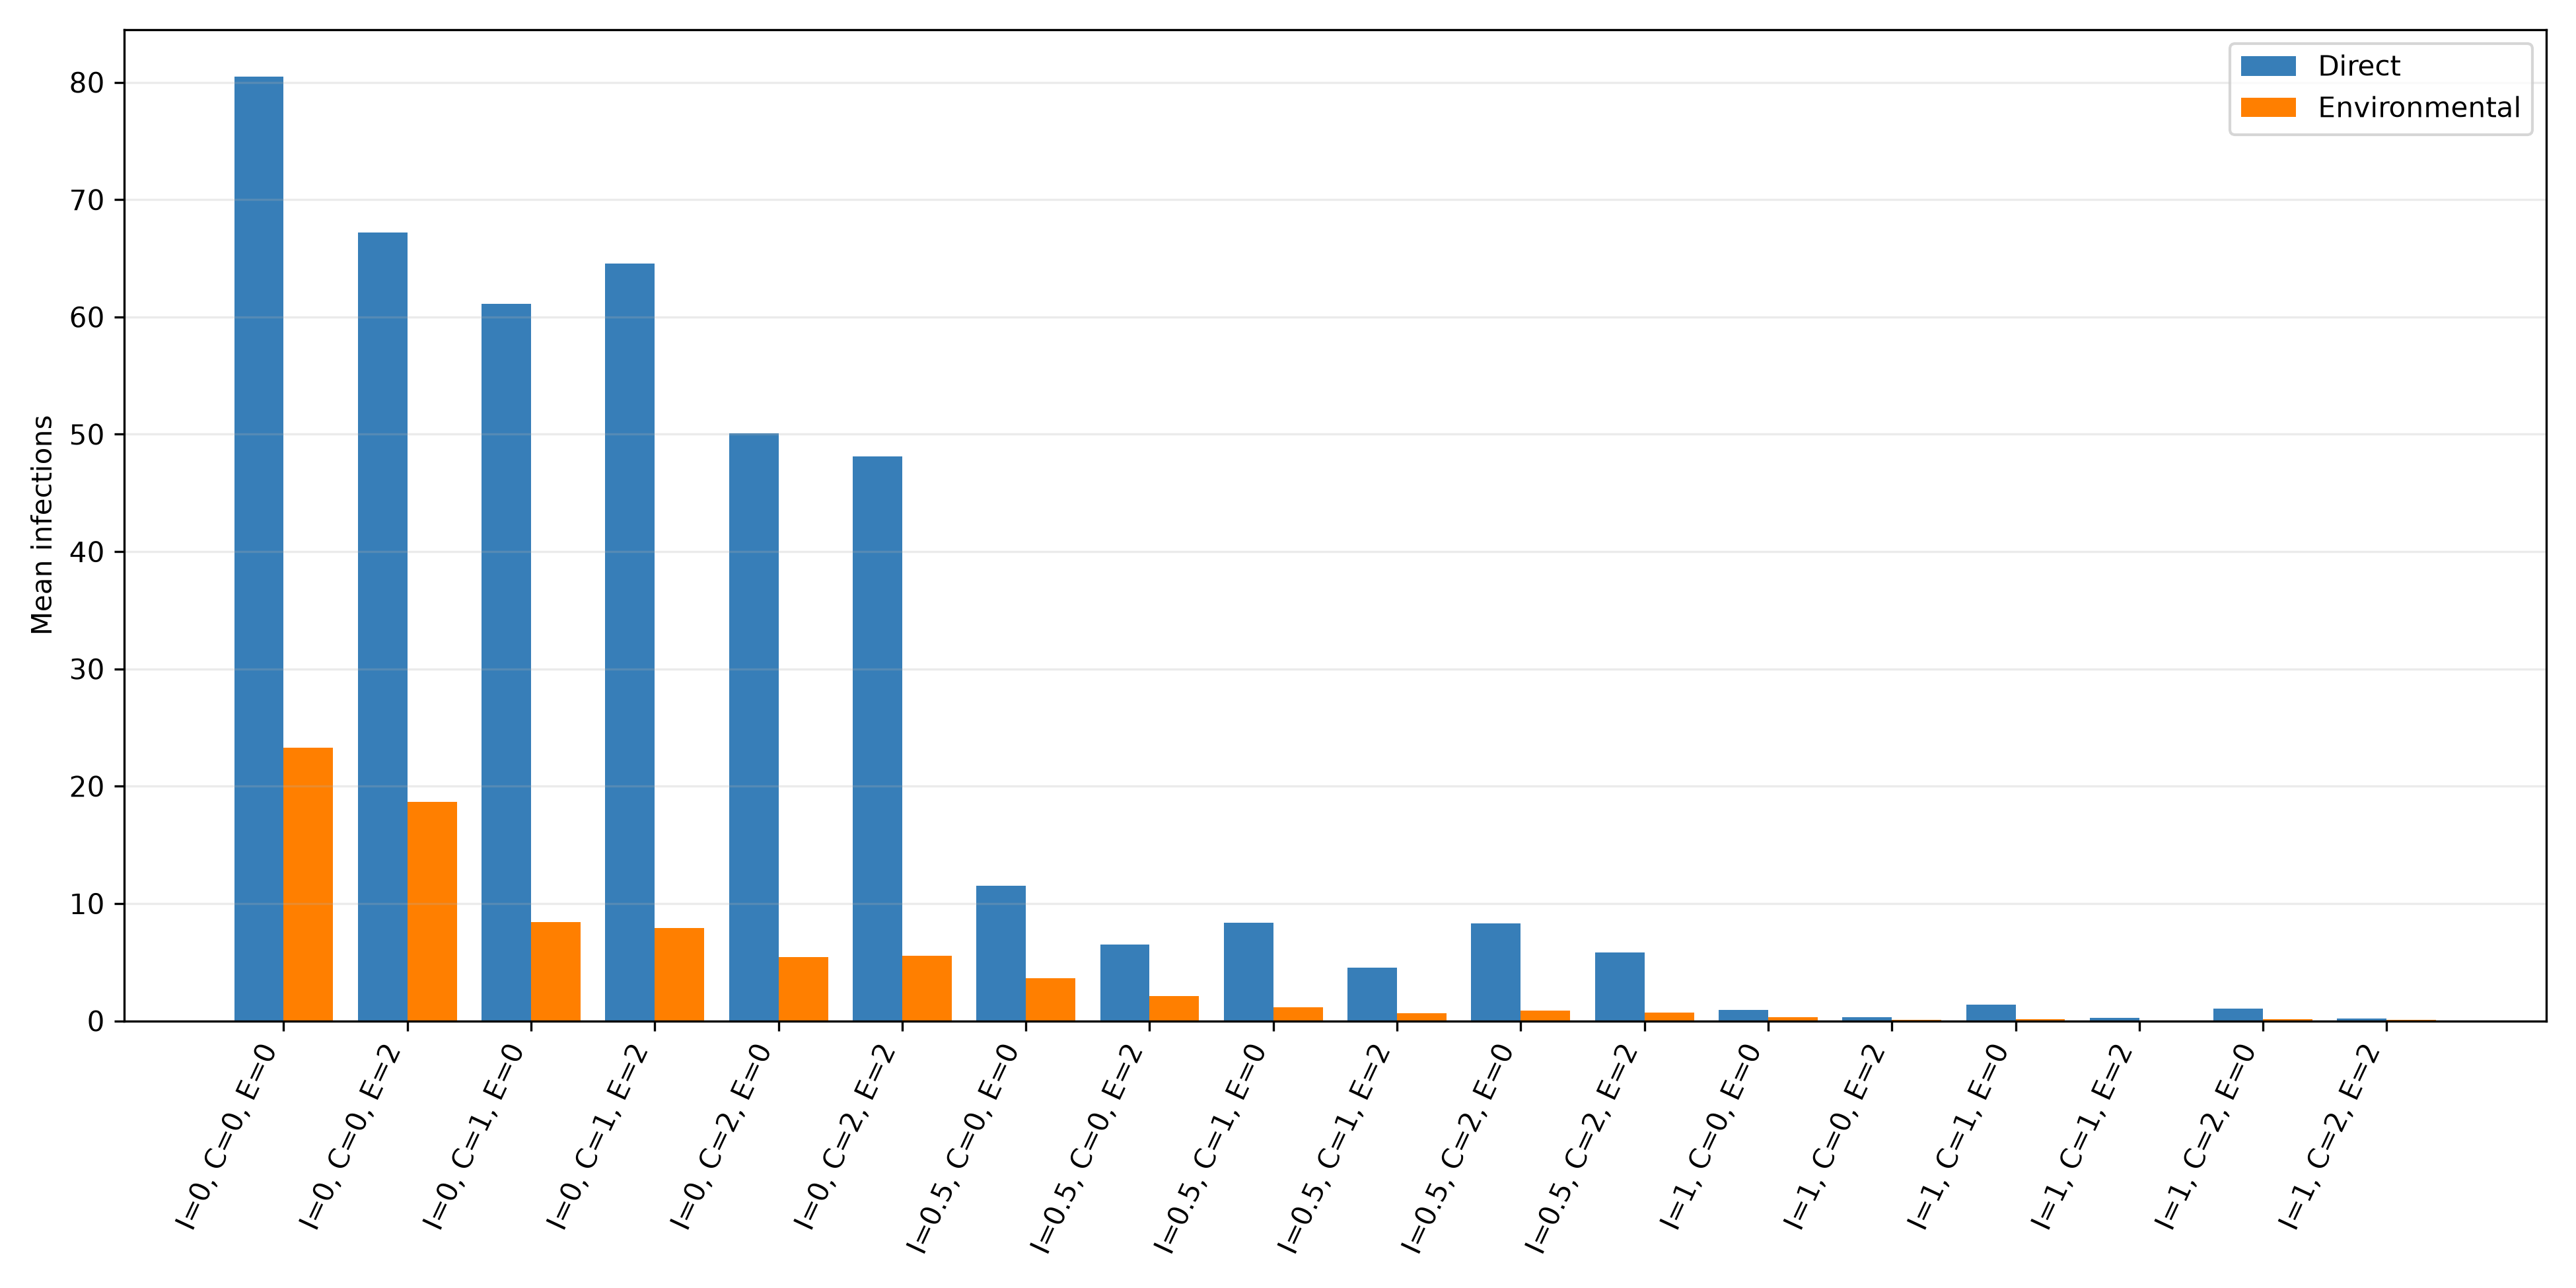 Direct
Environmental
80
70
60
50
40
30
20
10
0
Mean infections
I=0, C=0, E=0
I=0, C=0, E=2
I=0, C=1, E=0
I=0, C=1, E=2
I=0, C=2, E=0
I=0, C=2, E=2
I=0.5, C=0, E=0
I=0.5, C=0, E=2
I=0.5, C=1, E=0
I=0.5, C=1, E=2
I=0.5, C=2, E=0
I=0.5, C=2, E=2
I=1, C=0, E=0
I=1, C=0, E=2
I=1, C=1, E=0
I=1, C=1, E=2
I=1, C=2, E=0
I=1, C=2, E=2